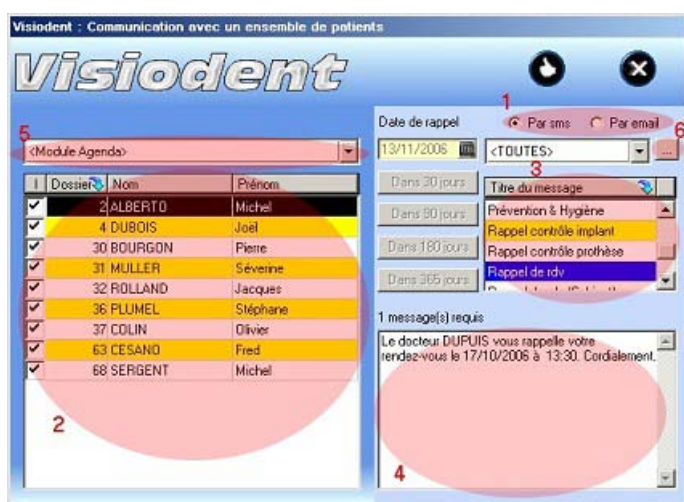 Visiodent : Communication avec un ensemble de patients
Visiodent
Date de rappel
1
Par sms
Par email
5
<Module Agenda>
13/11/2006
<TOUTES>
...
6
3
I Dossier Nom Prénom
2 ALBERTO Michel
4 DUBOIS Joël
30 BOURGON Pierre
31 MULLER Séverine
32 ROLLAND Jacques
36 PLUMEL Stéphane
37 COLIN Olivier
63 CESANO Fred
68 SERGENT Michel
2
Dans 30 jours
Dans 90 jours
Dans 180 jours
Dans 365 jours
Titre du message
Prévention & Hygiène
Rappel contrôle implant
Rappel contrôle prothèse
Rappel de rdv
1 message(s) requis
Le docteur DUPUIS vous rappelle votre
rendez-vous le 17/10/2006 à 13:30. Cordialement.
4